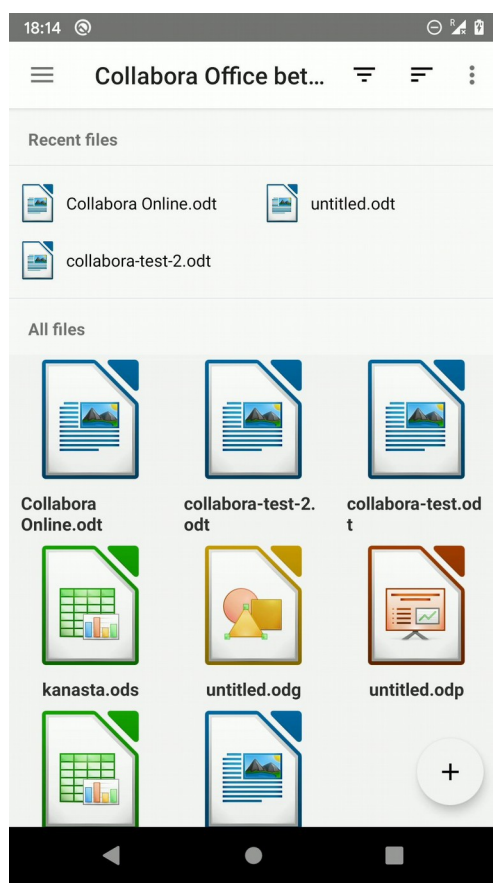 18:14
Collabora Office bet...
Recent files
Collabora Online.odt
untitled.odt
collabora-test-2.odt
All files
Collabora
Online.odt
collabora-test-2.
odt
collabora-test.od
t
kanasta.ods
untitled.odg
untitled.odp